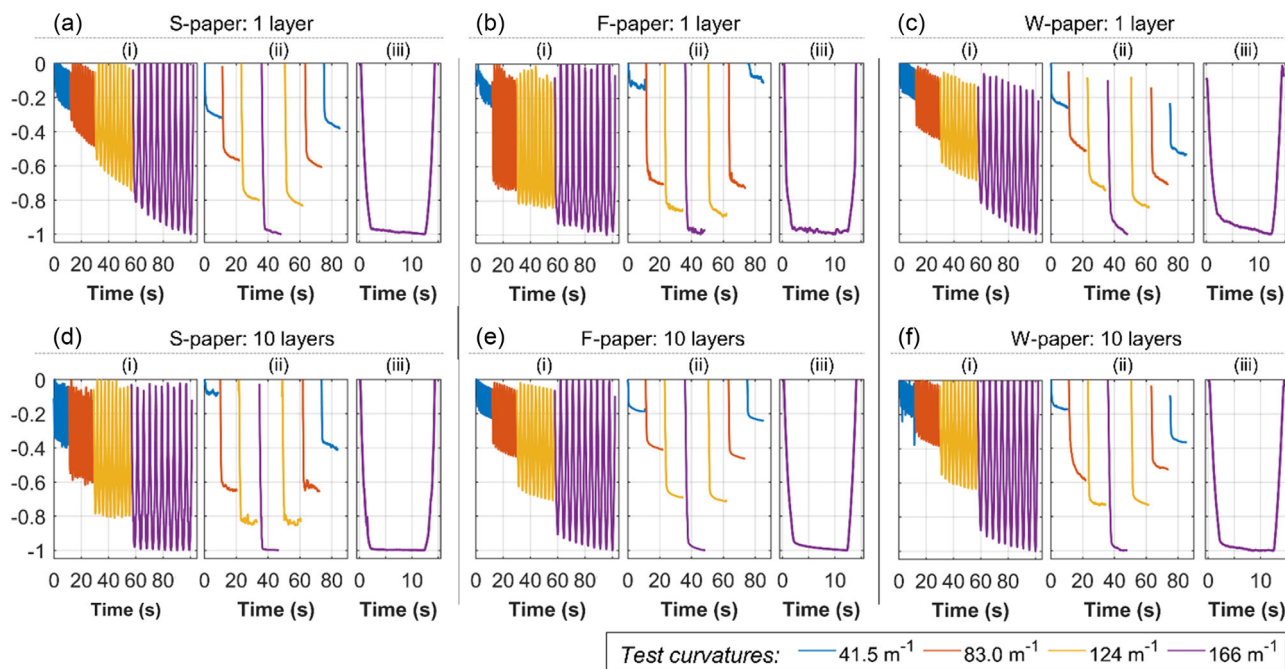 (a) S-paper: 1 layer
(i) (ii) (iii)
0
-0.2
-0.4
-0.6
-0.8
-1
0 20 40 60 80 0 20 40 60 80 0 10
Time (s) Time (s) Time (s)
(b) F-paper: 1 layer
(i) (ii) (iii)
0 20 40 60 80 0 20 40 60 80 0 10
Time (s) Time (s) Time (s)
(c) W-paper: 1 layer
(i) (ii) (iii)
0 20 40 60 80 0 20 40 60 80 0 10
Time (s) Time (s) Time (s)
(d) S-paper: 10 layers
(i) (ii) (iii)
0
-0.2
-0.4
-0.6
-0.8
-1
0 20 40 60 80 0 20 40 60 80 0 10
Time (s) Time (s) Time (s)
(e) F-paper: 10 layers
(i) (ii) (iii)
0 20 40 60 80 0 20 40 60 80 0 10
Time (s) Time (s) Time (s)
(f) W-paper: 10 layers
(i) (ii) (iii)
0 20 40 60 80 0 20 40 60 80 0 10
Time (s) Time (s) Time (s)
Test curvatures: 41.5 m⁻¹ 83.0 m⁻¹ 124 m⁻¹ 166 m⁻¹